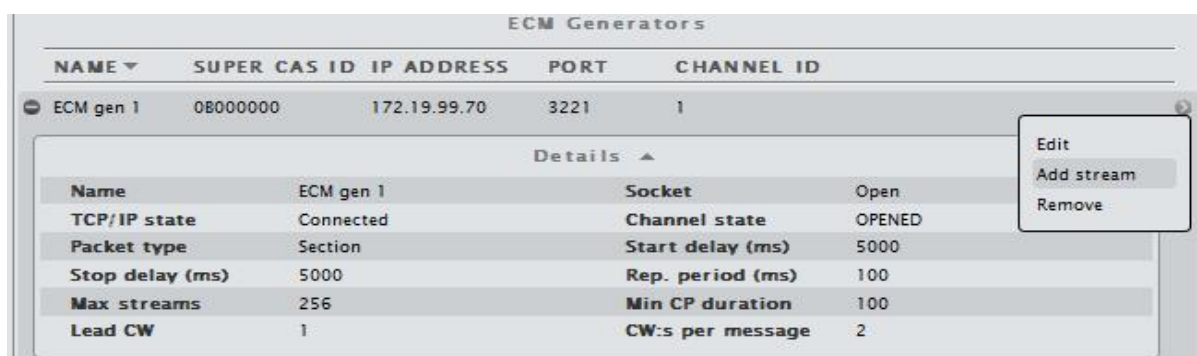 ECM Generators
NAME SUPER CAS ID IP ADDRESS PORT CHANNEL ID
ECM gen 1 0B000000 172.19.99.70 3221 1
Edit
Add stream
Remove
Details
Name ECM gen 1 Socket Open
TCP/IP state Connected Channel state OPENED
Packet type Section Start delay (ms) 5000
Stop delay (ms) 5000 Rep. period (ms) 100
Max streams 256 Min CP duration 100
Lead CW 1 CW:s per message 2